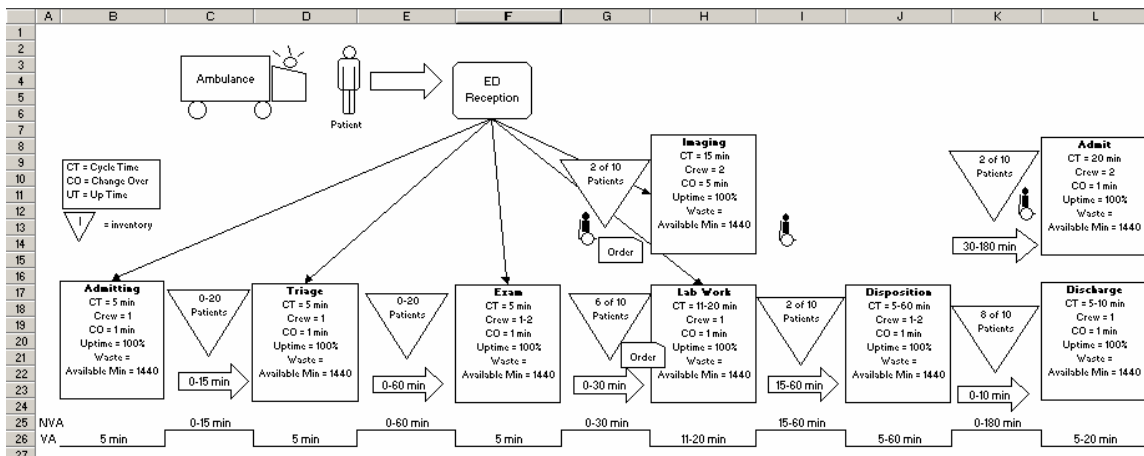 A B C D E F G H I J K L
1
2
3
4
5
6
7
8
9
10
11
12
13
14
15
16
17
18
19
20
21
22
23
24
25
26
27
Ambulance
Patient
ED
Reception
CT = Cycle Time
CO = Change Over
UT = Up Time
I
= inventory
2 of 10
Patients
Imaging
CT = 15 min
Crew = 2
CO = 5 min
Uptime = 100%
Waste =
Available Min = 1440
Order
2 of 10
Patients
30-180 min
Admit
CT = 20 min
Crew = 2
CO = 1 min
Uptime = 100%
Waste =
Available Min = 1440
Admitting
CT = 5 min
Crew = 1
CO = 1 min
Uptime = 100%
Waste =
Available Min = 1440
0-20
Patients
0-15 min
Triage
CT = 5 min
Crew = 1
CO = 1 min
Uptime = 100%
Waste =
Available Min = 1440
0-20
Patients
0-60 min
Exam
CT = 5 min
Crew = 1-2
CO = 1 min
Uptime = 100%
Waste =
Available Min = 1440
6 of 10
Patients
Order
0-30 min
Lab Work
CT = 11-20 min
Crew = 1
CO = 1 min
Uptime = 100%
Waste =
Available Min = 1440
2 of 10
Patients
15-60 min
Disposition
CT = 5-60 min
Crew = 1-2
CO = 1 min
Uptime = 100%
Waste =
Available Min = 1440
8 of 10
Patients
0-10 min
Discharge
CT = 5-10 min
Crew = 1
CO = 1 min
Uptime = 100%
Waste =
Available Min = 1440
NVA 0-15 min 0-60 min 0-30 min 15-60 min 0-180 min
VA 5 min 5 min 5 min 11-20 min 5-60 min 5-20 min